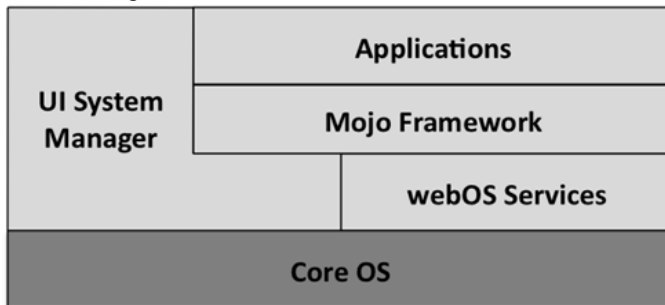 Applications
UI System
Manager
Mojo Framework
webOS Services
Core OS